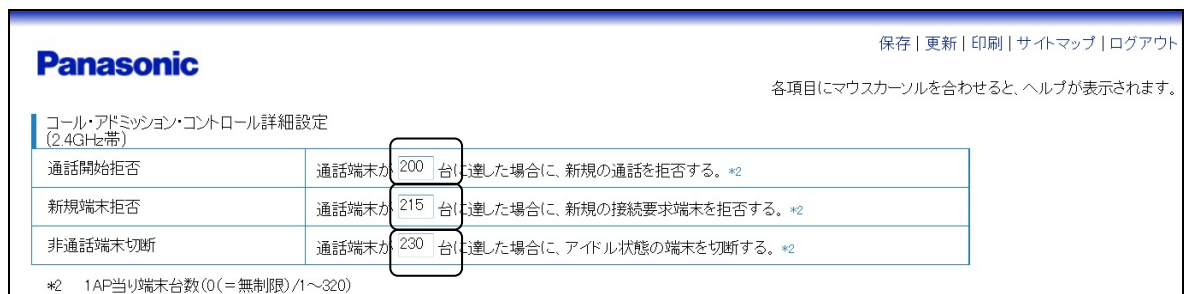 保存 | 更新 | 印刷 | サイトマップ | ログアウト
Panasonic
各項目にマウスカーソルを合わせると、ヘルプが表示されます。
コール・アドミッション・コントロール詳細設定
(2.4GHz帯)
通話開始拒否 通話端末が 200 台に達した場合に、新規の通話を拒否する。 *2
新規端末拒否 通話端末が 215 台に達した場合に、新規の接続要求端末を拒否する。 *2
非通話端末切断 通話端末が 230 台に達した場合に、アイドル状態の端末を切断する。 *2
*2 1AP当り端末台数(0(=無制限)/1～320)